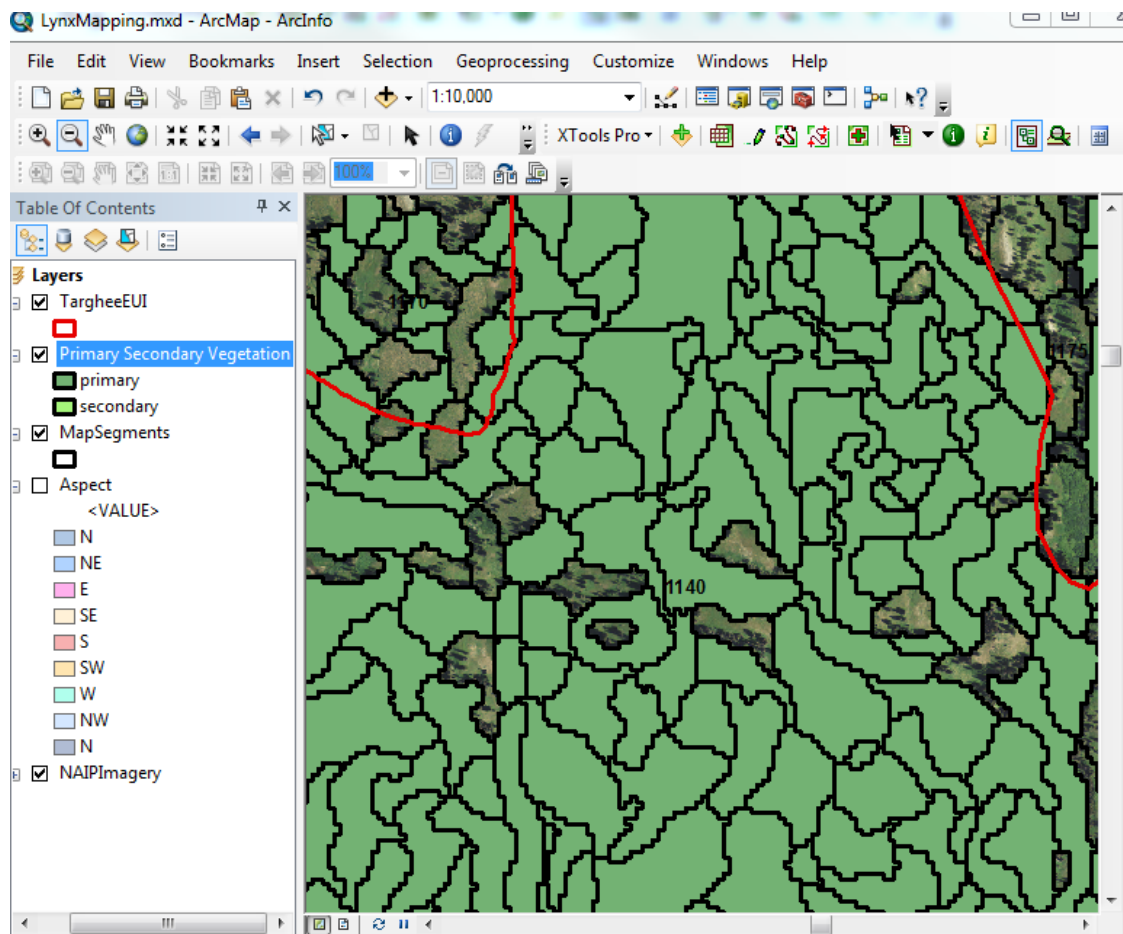 LynxMapping.mxd - ArcMap - ArcInfo
File Edit View Bookmarks Insert Selection Geoprocessing Customize Windows Help
1:10,000
XTools Pro
100%
Table Of Contents
Layers
TargheeEUI
Primary Secondary Vegetation
primary
secondary
MapSegments
Aspect
<VALUE>
N
NE
E
SE
S
SW
W
NW
N
NAIPImagery
1170
1175
1140